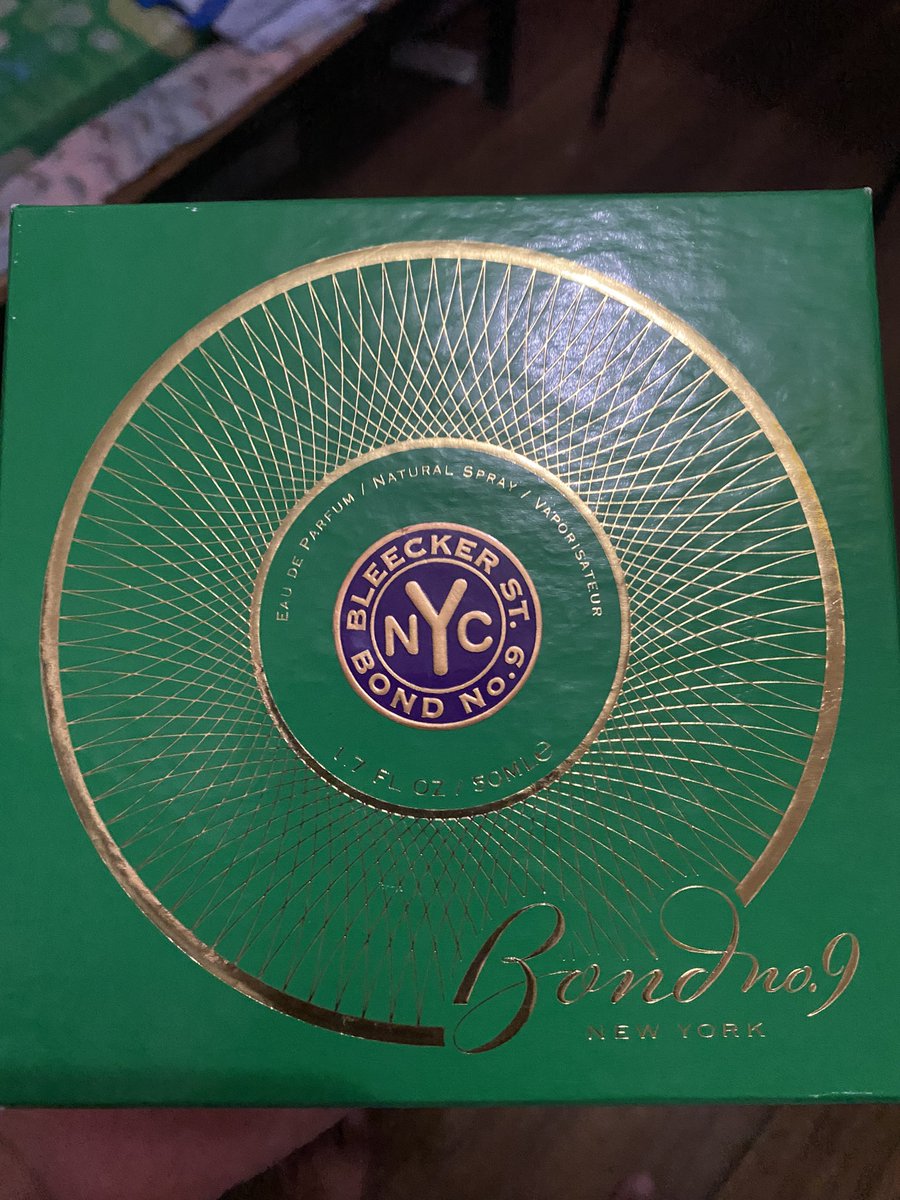 EAU DE PARFUM / NATURAL SPRAY / VAPORISATEUR
BLEECKER ST.
NYC
BOND NO.9
1.7 FL OZ / 50ML ℮
Bond no.9
NEW YORK